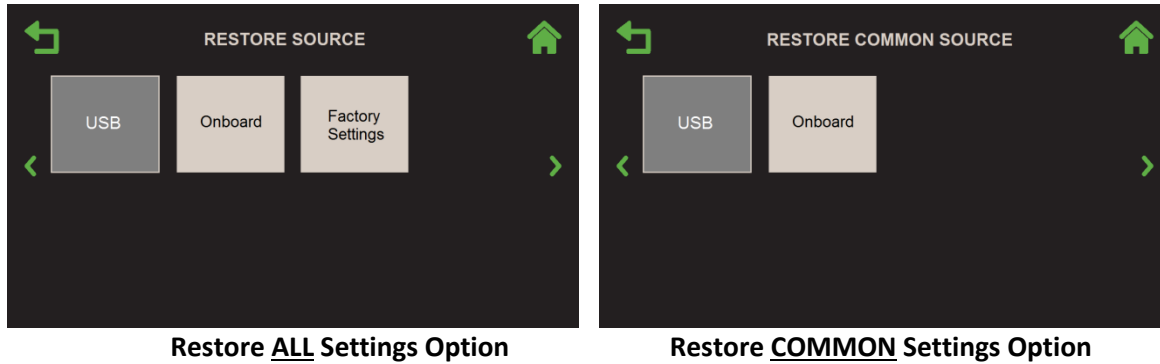 RESTORE SOURCE
USB
Onboard
Factory
Settings
Restore ALL Settings Option
RESTORE COMMON SOURCE
USB
Onboard
Restore COMMON Settings Option